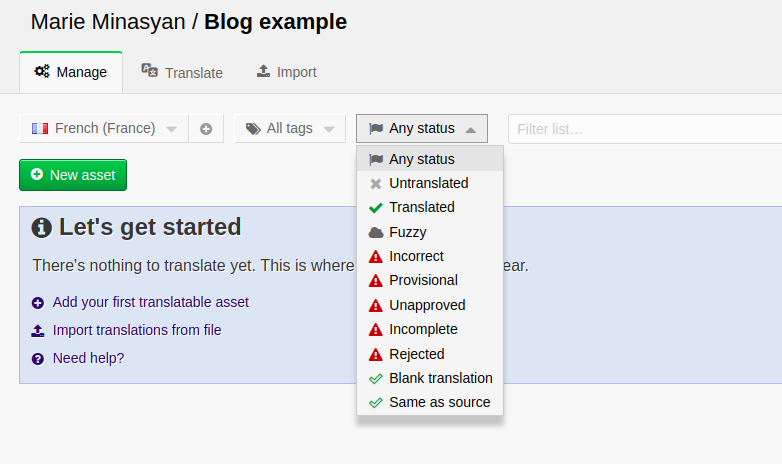 Marie Minasyan / Blog example
Manage
Translate
Import
French (France)
All tags
Any status
Filter list…
Any status
Untranslated
Translated
Fuzzy
Incorrect
Provisional
Unapproved
Incomplete
Rejected
Blank translation
Same as source
New asset
Let's get started
There's nothing to translate yet. This is where ear.
Add your first translatable asset
Import translations from file
Need help?